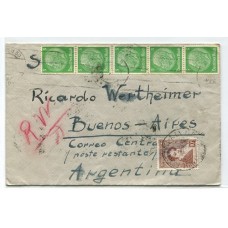 Ricardo Wertheimer
Buenos-Aires
Correo Central
(poste restante)
Argentina
R.W.